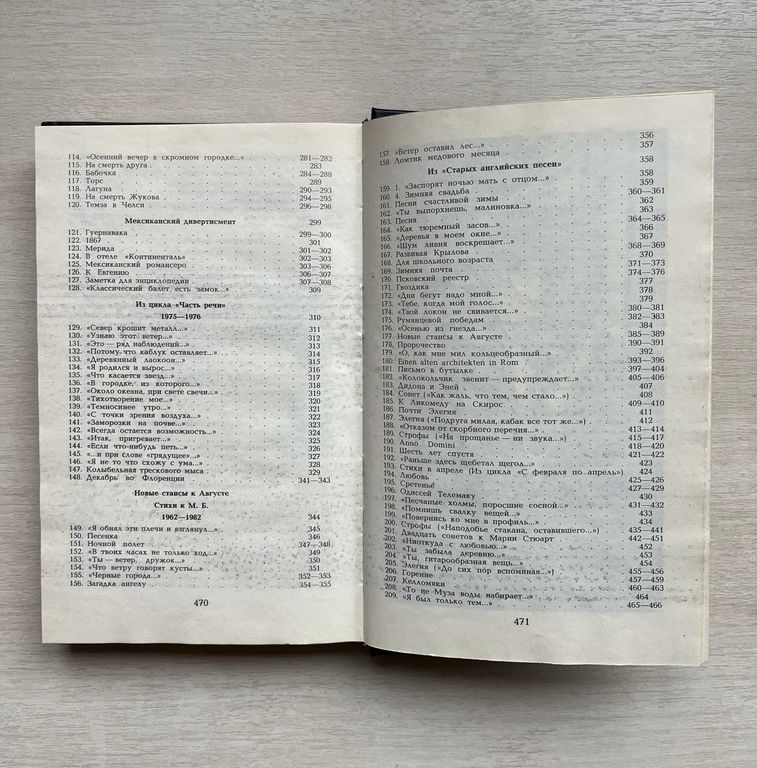 114. «Осенний вечер в скромном городке...» 281—282
115. На смерть друга 283
116. Бабочка 284—288
117. Торс 289
118. Лагуна 290—293
119. На смерть Жукова 294—295
120. Темза в Челси 296—298
Мексиканский дивертисмент 299
121. Гуернавака 299—300
122. 1867 301
123. Мерида 301—302
124. В отеле «Континенталь» 302—303
125. Мексиканский романсеро 303—306
126. К Евгению 306—307
127. Заметка для энциклопедии 307—308
128. «Классический балет есть замок...» 309
Из цикла «Часть речи»
1975—1976 310
129. «Север крошит металл...» 311
130. «Узнаю этот ветер...» 312
131. «Это — ряд наблюдений...» 313
132. «Потому что каблук оставляет...» 314
133. «Деревянный лаокоон...» 315
134. «Я родился и вырос...» 316
135. «Что касается звезд...» 317
136. «В городке, из которого...» 318
137. «Около океана, при свете свечи...» 319
138. «Тихотворение мое...» 320
139. «Темносинее утро...» 321
140. «С точки зрения воздуха...» 322
141. «Заморозки на почве...» 323
142. «Всегда остается возможность...» 324
143. «Итак, пригревает...» 325
144. «Если что-нибудь петь...» 326
145. «...и при слове «грядущее»...» 327
146. «Я не то что схожу с ума...» 328
147. Колыбельная трескового мыса 329
148. Декабрь во Флоренции 341—343
Новые стансы к Августе
Стихи к М. Б.
1962—1982 344
149. «Я обнял эти плечи и взглянул...» 345
150. Песенка 346
151. Ночной полет 347—348
152. «В твоих часах не только ход...» 349
153. «Ты — ветер, дружок...» 350
154. «Что ветру говорят кусты...» 351
155. «Черные города...» 352—353
156. Загадка ангелу 354—355
470
157. «Ветер оставил лес...» 356
158. Ломтик медового месяца 357
Из «Старых английских песен» 358
159. 1. «Заспорят ночью мать с отцом...» 358
160. 4. Зимняя свадьба 359
161. Песни счастливой зимы 360—361
162. «Ты выпорхнешь, малиновка...» 362
163. Песня 363
164. «Как тюремный засов...» 364—365
165. «Деревья в моем окне...» 366
166. «Шум ливня воскрешает...» 367
167. Развивая Крылова 368—369
168. Для школьного возраста 370
169. Зимняя почта 371—373
170. Псковский реестр 374—376
171. Гвоздика 377
172. «Дни бегут надо мной...» 378
173. «Тебе, когда мой голос...» 379
174. «Твой локон не свивается...» 380—381
175. Румянцевой победам 382—383
176. «Осенью из гнезда...» 384
177. Новые стансы к Августе 385—389
178. Пророчество 390—391
179. «О, как мне мил кольцеобразный...» 392
180. Einen alten architekten in Rom 393—396
181. Письмо в бутылке 397—404
182. «Колокольчик звенит — предупреждает...» 405—406
183. Дидона и Эней 407
184. Сонет («Как жаль, что тем, чем стало...») 408
185. К Ликомеду на Скирос 409—410
186. Почти Элегия 411
187. Элегия («Подруга милая, кабак все тот же...») 412
188. «Отказом от скорбного перечня...» 413—414
189. Строфы («На прощанье — ни звука...») 415—417
190. Anno Domini 418—420
191. Шесть лет спустя 421—422
192. «Раньше здесь щебетал щегол...» 423
193. Стихи в апреле (Из цикла «С февраля по апрель») 424
194. Любовь 425—426
195. Сретенье 427—429
196. Одиссей Телемаку 430
197. «Песчаные холмы, поросшие сосной...» 431—432
198. «Помнишь свалку вещей...» 433
199. «Повернись ко мне в профиль...» 434
200. Строфы («Наподобье стакана, оставившего...») 435—441
201. Двадцать сонетов к Марии Стюарт 442—451
202. «Ниоткуда с любовью...» 452
203. «Ты забыла деревню...» 453
204. «Ты, гитарообразная вещь...» 454
205. Элегия («До сих пор вспоминая...») 455—456
206. Горение 457—459
207. Келломяки 460—463
208. «То не Муза воды набирает...» 464
209. «Я был только тем...» 465—466
471